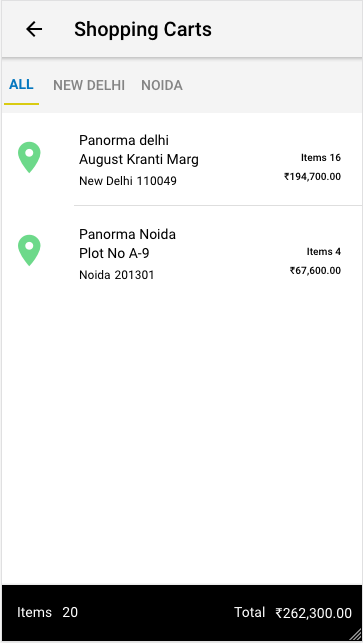 Shopping Carts
ALL NEW DELHI NOIDA
Panorma delhi
August Kranti Marg
Items 16
New Delhi 110049
₹194,700.00
Panorma Noida
Plot No A-9
Items 4
Noida 201301
₹67,600.00
Items 20 Total ₹262,300.00